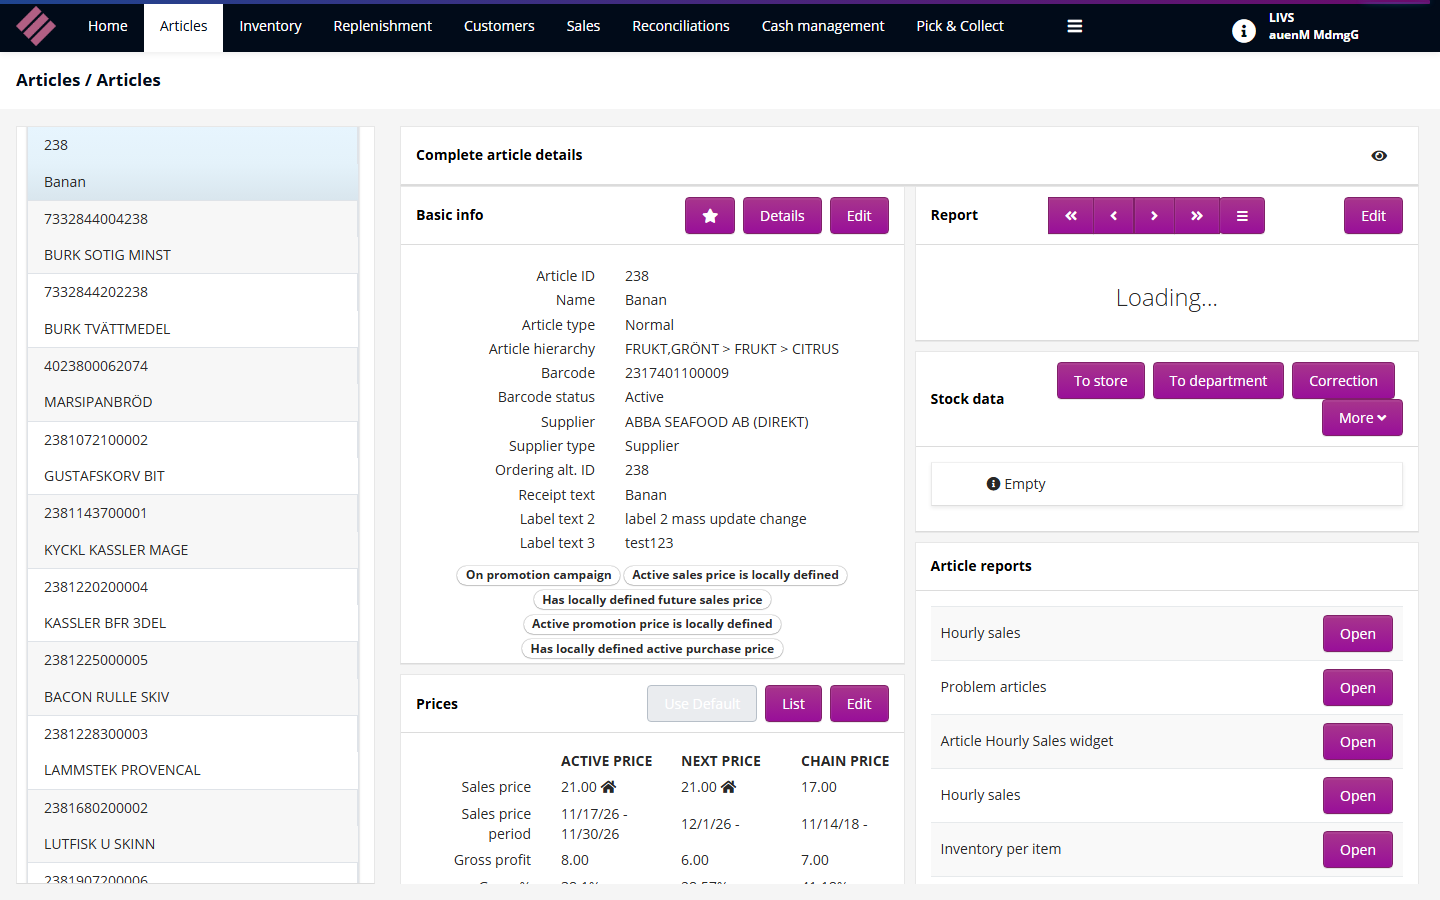 Home
Articles
Inventory
Replenishment
Customers
Sales
Reconciliations
Cash management
Pick & Collect
LIVS
auenM MdmgG
Articles / Articles
238
Banan
7332844004238
BURK SOTIG MINST
7332844202238
BURK TVÄTTMEDEL
4023800062074
MARSIPANBRÖD
2381072100002
GUSTAFSKORV BIT
2381143700001
KYCKL KASSLER MAGE
2381220200004
KASSLER BFR 3DEL
2381225000005
BACON RULLE SKIV
2381228300003
LAMMSTEK PROVENCAL
2381680200002
LUTFISK U SKINN
2381907200006
Complete article details
Basic info
Details
Edit
Article ID 238
Name Banan
Article type Normal
Article hierarchy FRUKT,GRÖNT > FRUKT > CITRUS
Barcode 2317401100009
Barcode status Active
Supplier ABBA SEAFOOD AB (DIREKT)
Supplier type Supplier
Ordering alt. ID 238
Receipt text Banan
Label text 2 label 2 mass update change
Label text 3 test123
On promotion campaign
Active sales price is locally defined
Has locally defined future sales price
Active promotion price is locally defined
Has locally defined active purchase price
Prices
Use Default
List
Edit
ACTIVE PRICE NEXT PRICE CHAIN PRICE
Sales price 21.00 21.00 17.00
Sales price period 11/17/26 - 11/30/26 12/1/26 - 11/14/18 -
Gross profit 8.00 6.00 7.00
Report
Edit
Loading...
Stock data
To store
To department
Correction
More
Empty
Article reports
Hourly sales Open
Problem articles Open
Article Hourly Sales widget Open
Hourly sales Open
Inventory per item Open